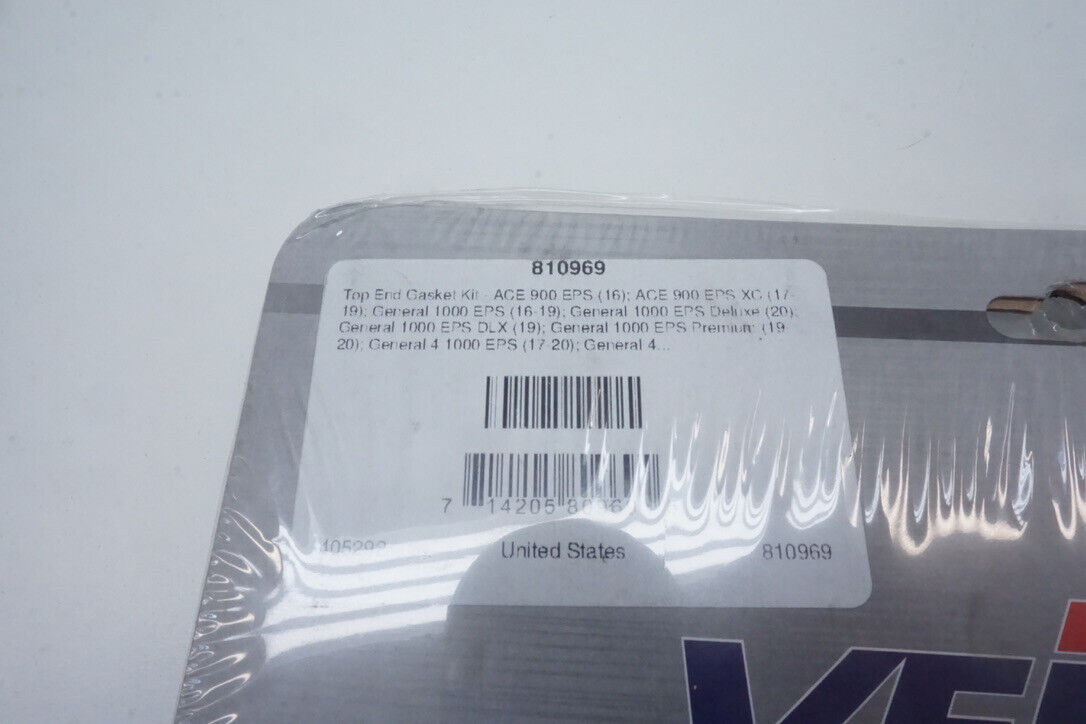 810969
Top End Gasket Kit - ACE 900 EPS (16); ACE 900 EPS XC (17-
19); General 1000 EPS (16-19); General 1000 EPS Deluxe (20);
General 1000 EPS DLX (19); General 1000 EPS Premium (19-
20); General 4 1000 EPS (17-20); General 4...
7 14205
United States 810969